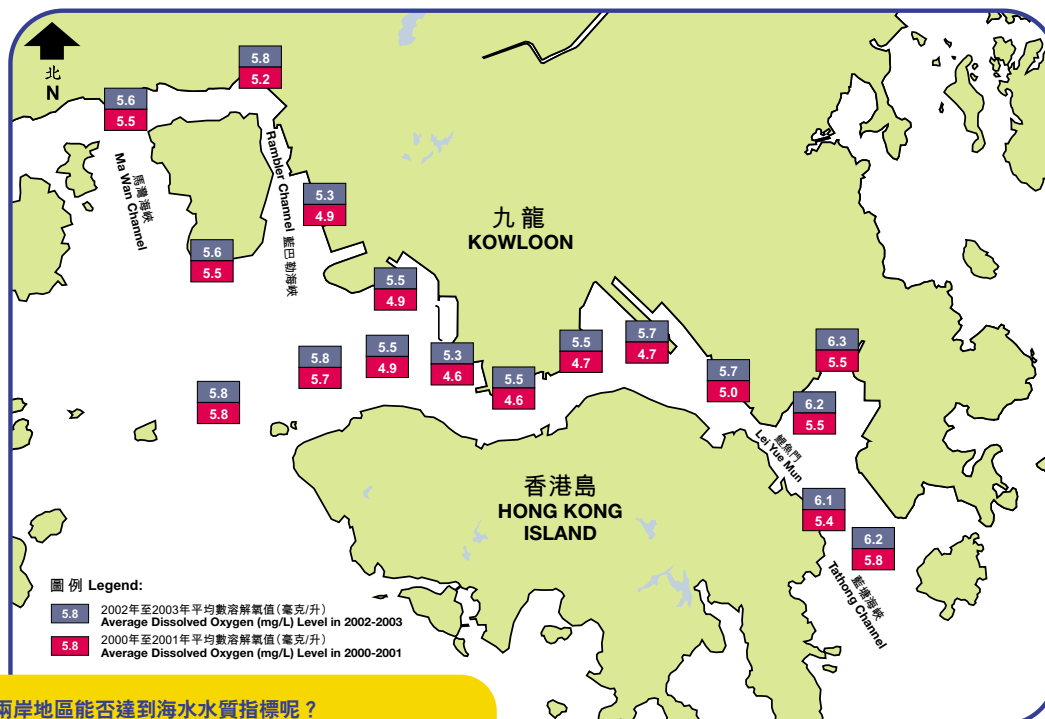 北
N
5.8
5.2
5.6
5.5
Rambler Channel 藍巴勒海峽
馬灣海峽
Ma Wan Channel
5.3
4.9
九龍
KOWLOON
5.6
5.5
5.5
4.9
5.8
5.7
5.5
4.9
5.3
4.6
5.5
4.6
5.5
4.7
5.7
4.7
5.7
5.0
6.3
5.5
5.8
5.8
6.2
5.5
鯉魚門
Lei Yue Mun
香港島
HONG KONG
ISLAND
6.1
5.4
6.2
5.8
藍塘海峽
Tathong Channel
圖例 Legend:
5.8
2002年至2003年平均數溶解氧值(毫克/升)
Average Dissolved Oxygen (mg/L) Level in 2002-2003
5.8
2000年至2001年平均數溶解氧值(毫克/升)
Average Dissolved Oxygen (mg/L) Level in 2000-2001
兩岸地區能否達到海水水質指標呢？